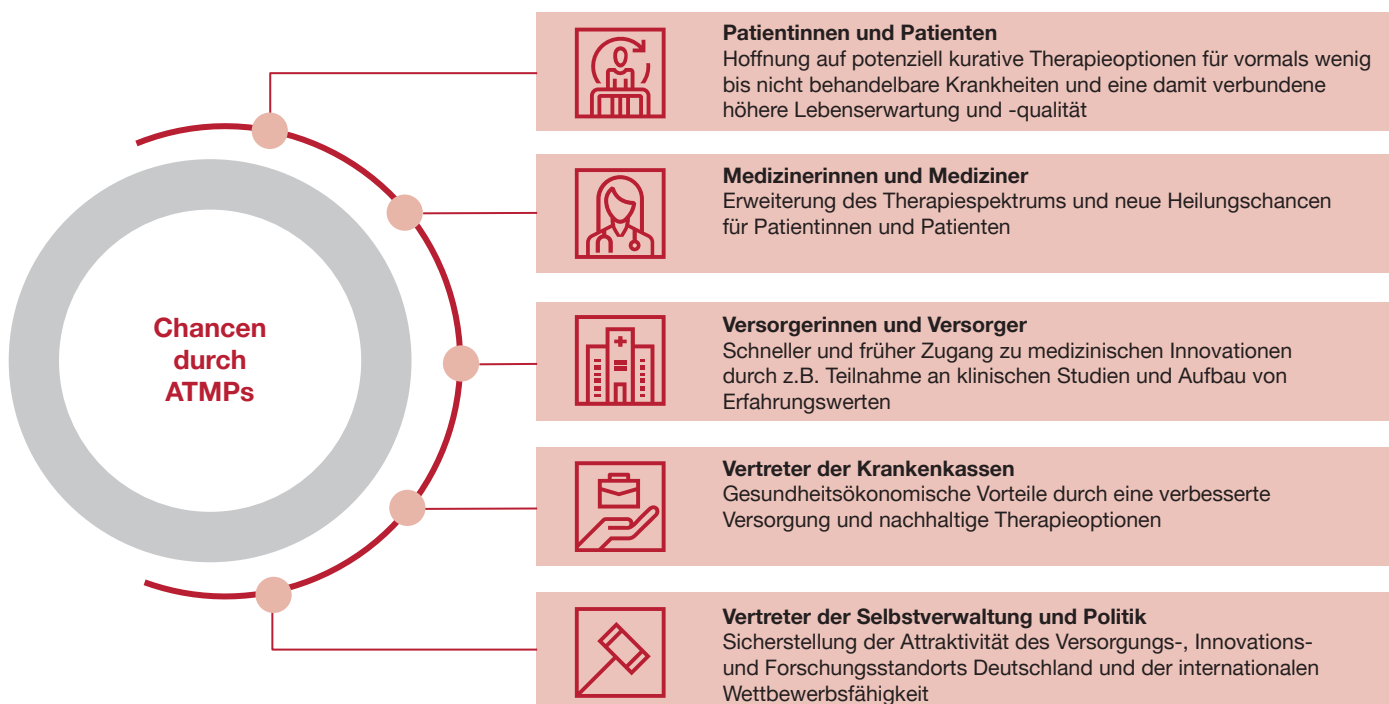 Chancen
durch
ATMPs
Patientinnen und Patienten
Hoffnung auf potenziell kurative Therapieoptionen für vormals wenig
bis nicht behandelbare Krankheiten und eine damit verbundene
höhere Lebenserwartung und -qualität
Medizinerinnen und Mediziner
Erweiterung des Therapiespektrums und neue Heilungschancen
für Patientinnen und Patienten
Versorgerinnen und Versorger
Schneller und früher Zugang zu medizinischen Innovationen
durch z.B. Teilnahme an klinischen Studien und Aufbau von
Erfahrungswerten
Vertreter der Krankenkassen
Gesundheitsökonomische Vorteile durch eine verbesserte
Versorgung und nachhaltige Therapieoptionen
Vertreter der Selbstverwaltung und Politik
Sicherstellung der Attraktivität des Versorgungs-, Innovations-
und Forschungsstandorts Deutschland und der internationalen
Wettbewerbsfähigkeit